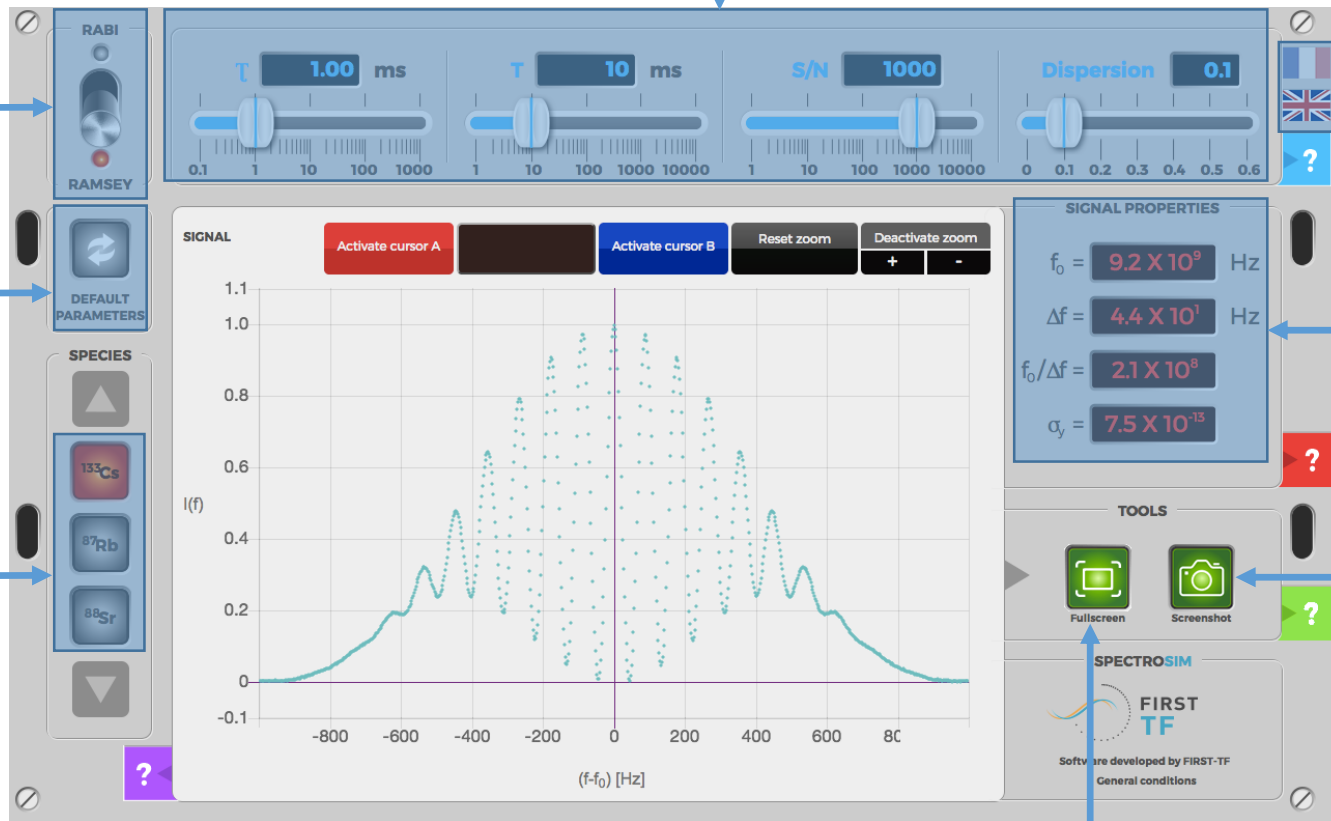 RABI
RAMSEY
τ 1.00 ms
0.1 1 10 100 1000
T 10 ms
1 10 100 1000 10000
S/N 1000
1 10 100 1000 10000
Dispersion 0.1
0 0.1 0.2 0.3 0.4 0.5 0.6
?
DEFAULT
PARAMETERS
SPECIES
¹³³Cs
⁸⁷Rb
⁸⁸Sr
?
SIGNAL
Activate cursor A
Activate cursor B
Reset zoom
Deactivate zoom
+ -
1.1
1.0
0.8
0.6
0.4
0.2
0
-0.1
I(f)
-800 -600 -400 -200 0 200 400 600 80
(f-f₀) [Hz]
SIGNAL PROPERTIES
f₀ = 9.2 X 10⁹ Hz
Δf = 4.4 X 10¹ Hz
f₀/Δf = 2.1 X 10⁸
σy = 7.5 X 10⁻¹³
?
TOOLS
Fullscreen
Screenshot
?
SPECTROSIM
FIRST
TF
Software developed by FIRST-TF
General conditions